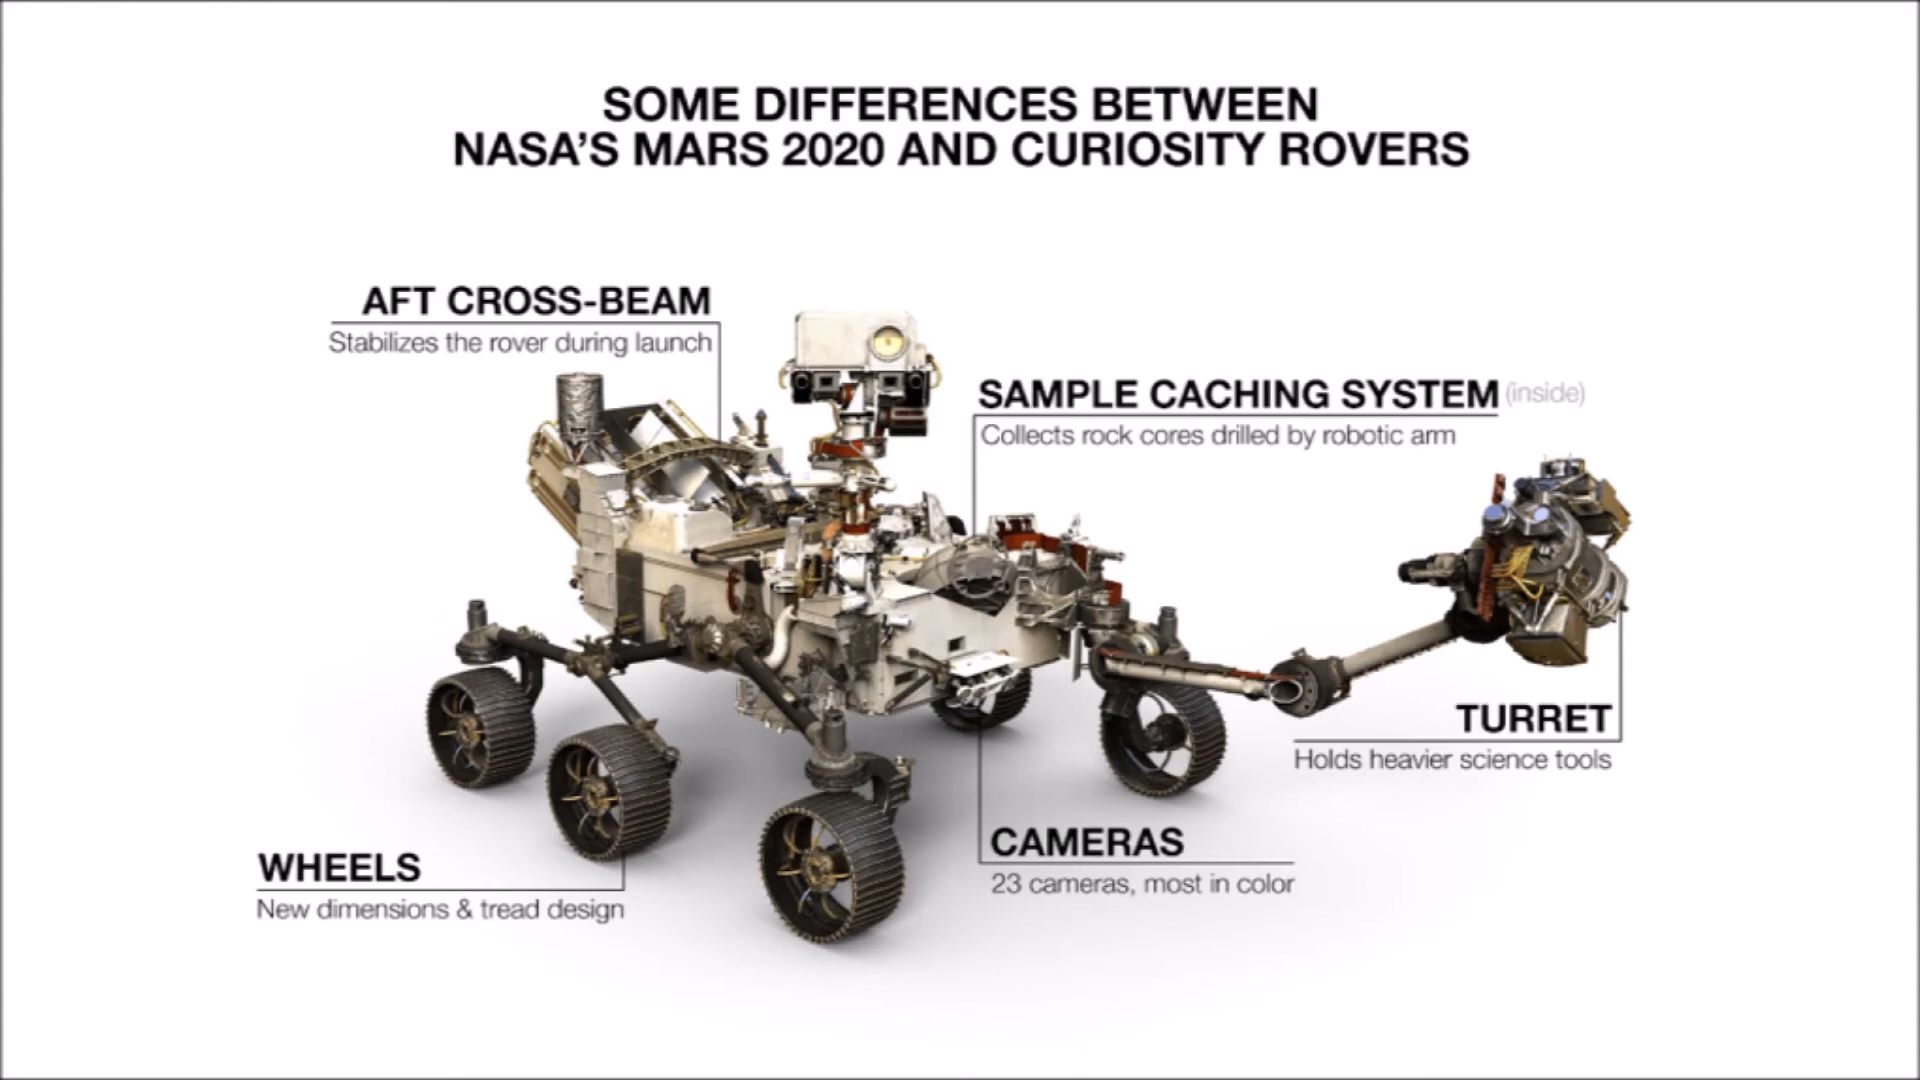 SOME DIFFERENCES BETWEEN
NASA'S MARS 2020 AND CURIOSITY ROVERS
AFT CROSS-BEAM
Stabilizes the rover during launch
SAMPLE CACHING SYSTEM (inside)
Collects rock cores drilled by robotic arm
TURRET
Holds heavier science tools
CAMERAS
23 cameras, most in color
WHEELS
New dimensions & tread design